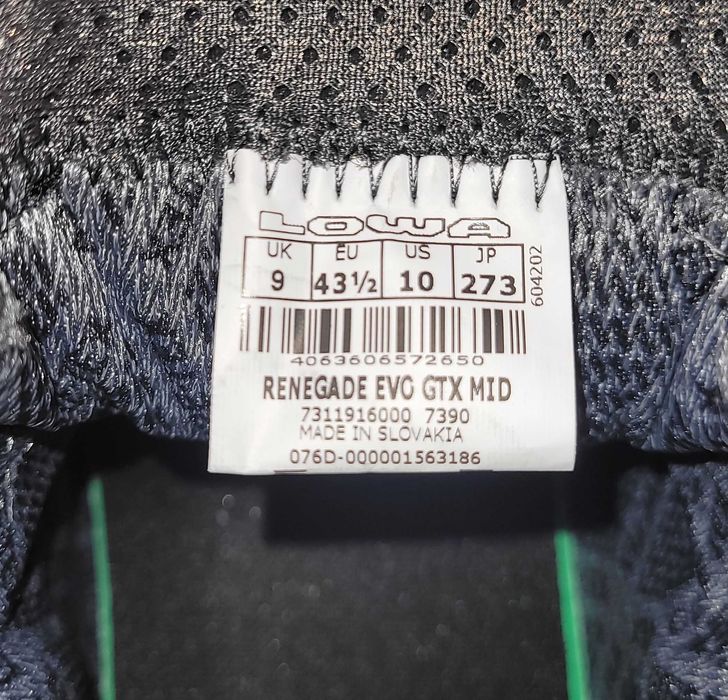 LOWA
UK EU US JP
9 43½ 10 273
604202
4063606572650
RENEGADE EVO GTX MID
7311916000 7390
MADE IN SLOVAKIA
076D-000001563186